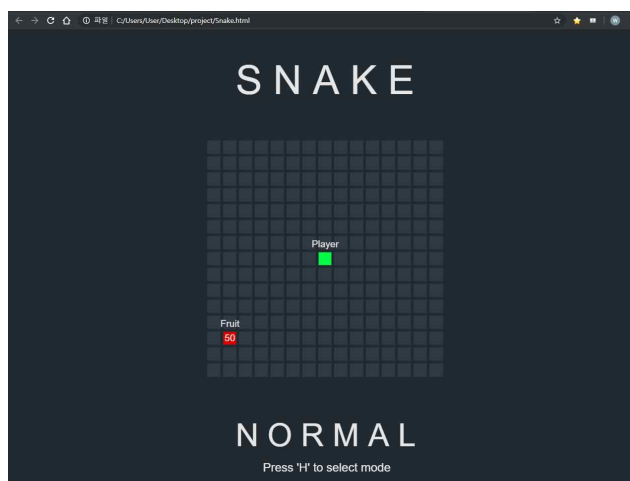 파일 | C:/Users/User/Desktop/project/Snake.html
SNAKE
Player
Fruit
50
NORMAL
Press 'H' to select mode